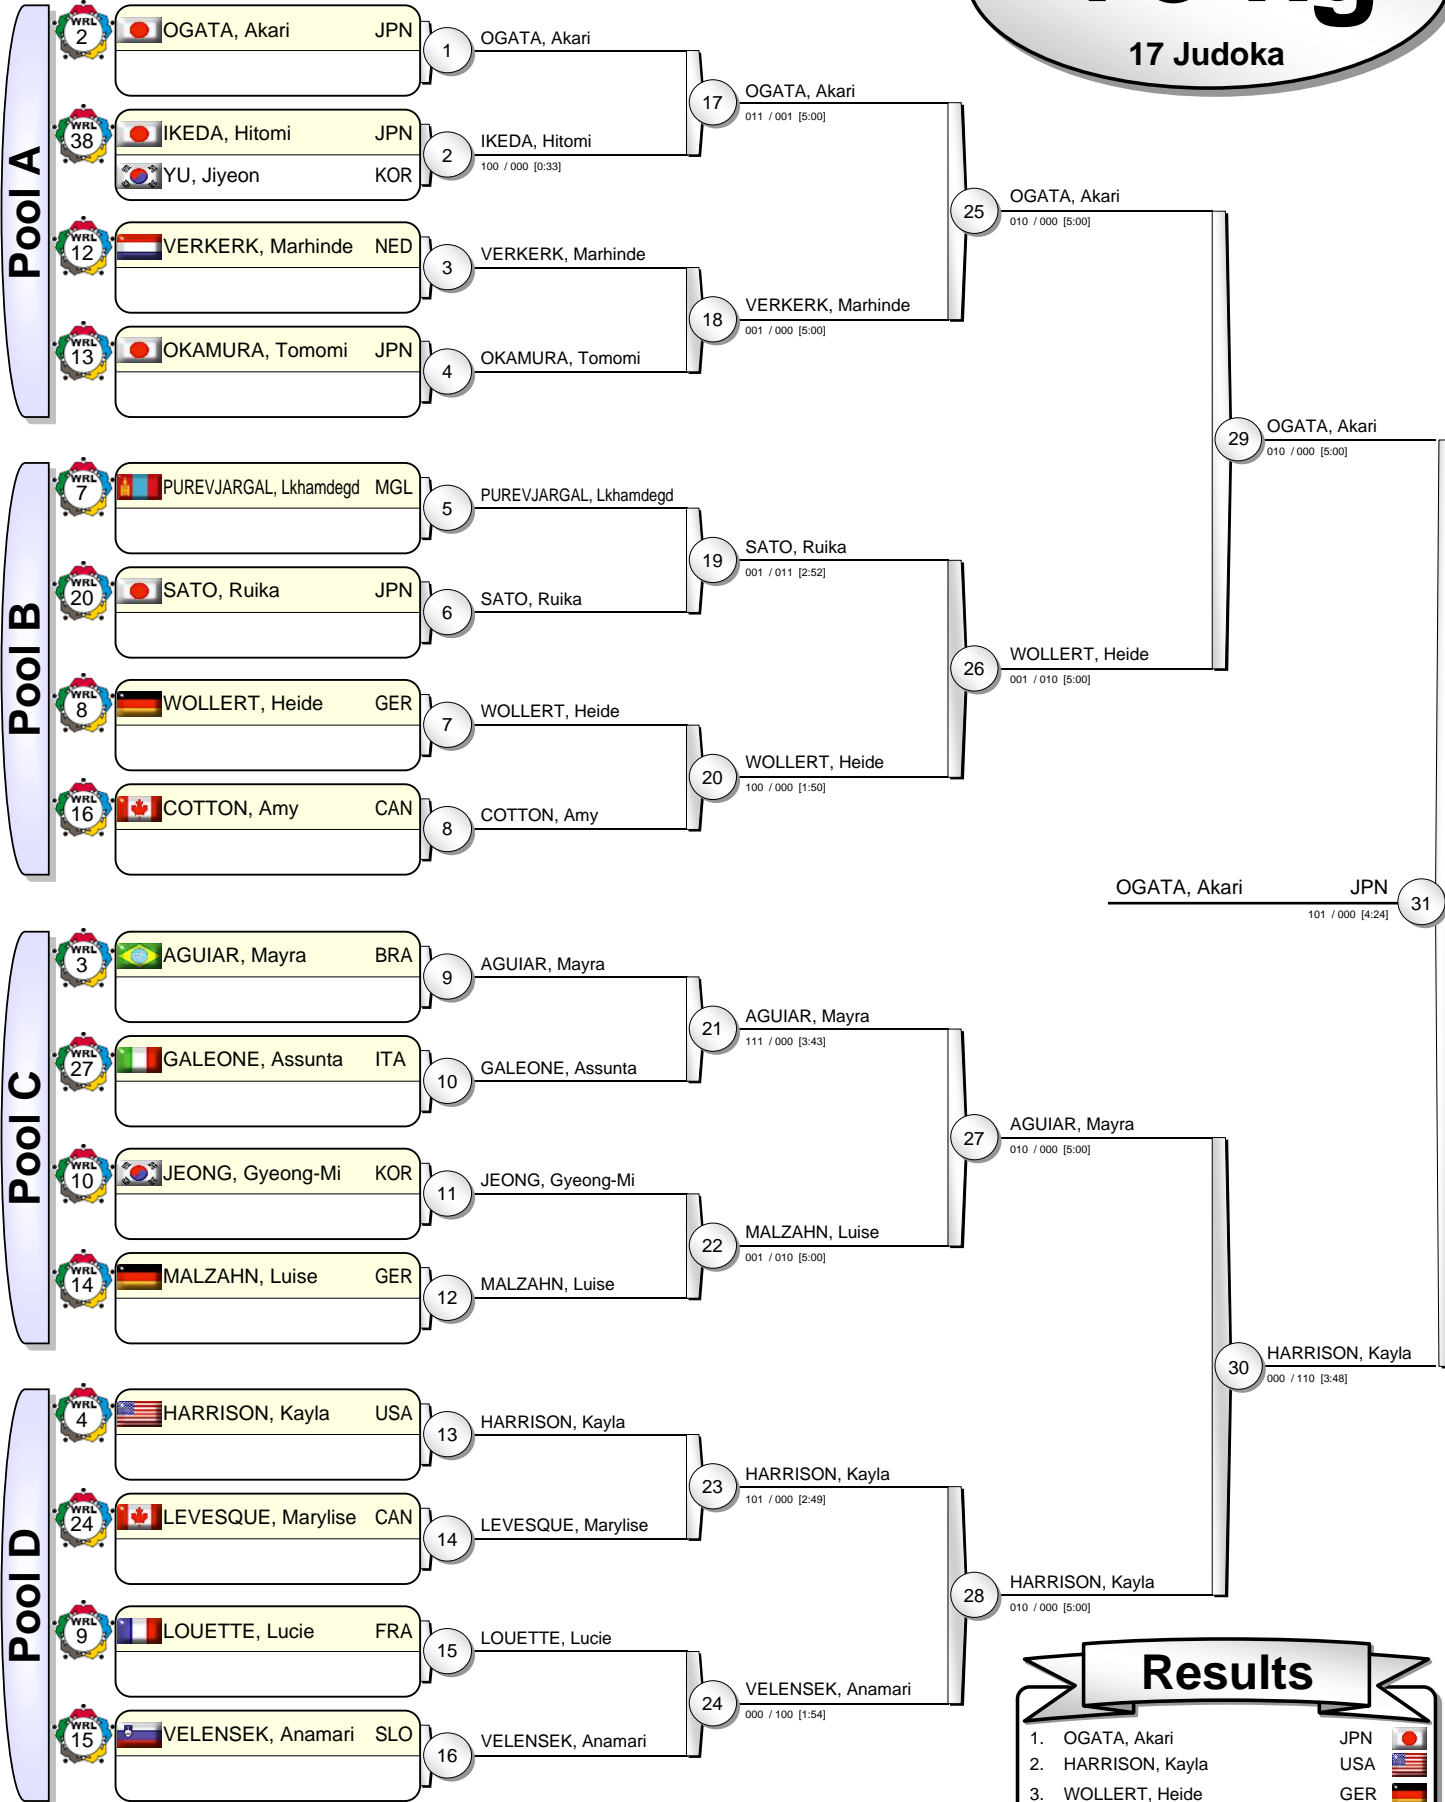 17 Judoka
Pool A
WRL 2
OGATA, Akari JPN
WRL 38
IKEDA, Hitomi JPN
YU, Jiyeon KOR
WRL 12
VERKERK, Marhinde NED
WRL 13
OKAMURA, Tomomi JPN
1
OGATA, Akari
2
IKEDA, Hitomi
100 / 000 [0:33]
3
VERKERK, Marhinde
4
OKAMURA, Tomomi
17
OGATA, Akari
011 / 001 [5:00]
18
VERKERK, Marhinde
001 / 000 [5:00]
25
OGATA, Akari
010 / 000 [5:00]
Pool B
WRL 7
PUREVJARGAL, Lkhamdegd MGL
WRL 20
SATO, Ruika JPN
WRL 8
WOLLERT, Heide GER
WRL 16
COTTON, Amy CAN
5
PUREVJARGAL, Lkhamdegd
6
SATO, Ruika
7
WOLLERT, Heide
8
COTTON, Amy
19
SATO, Ruika
001 / 011 [2:52]
20
WOLLERT, Heide
100 / 000 [1:50]
26
WOLLERT, Heide
001 / 010 [5:00]
29
OGATA, Akari
010 / 000 [5:00]
OGATA, Akari JPN
101 / 000 [4:24]
31
Pool C
WRL 3
AGUIAR, Mayra BRA
WRL 27
GALEONE, Assunta ITA
WRL 10
JEONG, Gyeong-Mi KOR
WRL 14
MALZAHN, Luise GER
9
AGUIAR, Mayra
10
GALEONE, Assunta
11
JEONG, Gyeong-Mi
12
MALZAHN, Luise
21
AGUIAR, Mayra
111 / 000 [3:43]
22
MALZAHN, Luise
001 / 010 [5:00]
27
AGUIAR, Mayra
010 / 000 [5:00]
Pool D
WRL 4
HARRISON, Kayla USA
WRL 24
LEVESQUE, Marylise CAN
WRL 9
LOUETTE, Lucie FRA
WRL 15
VELENSEK, Anamari SLO
13
HARRISON, Kayla
14
LEVESQUE, Marylise
15
LOUETTE, Lucie
16
VELENSEK, Anamari
23
HARRISON, Kayla
101 / 000 [2:49]
24
VELENSEK, Anamari
000 / 100 [1:54]
28
HARRISON, Kayla
010 / 000 [5:00]
30
HARRISON, Kayla
000 / 110 [3:48]
Results
1. OGATA, Akari JPN
2. HARRISON, Kayla USA
3. WOLLERT, Heide GER